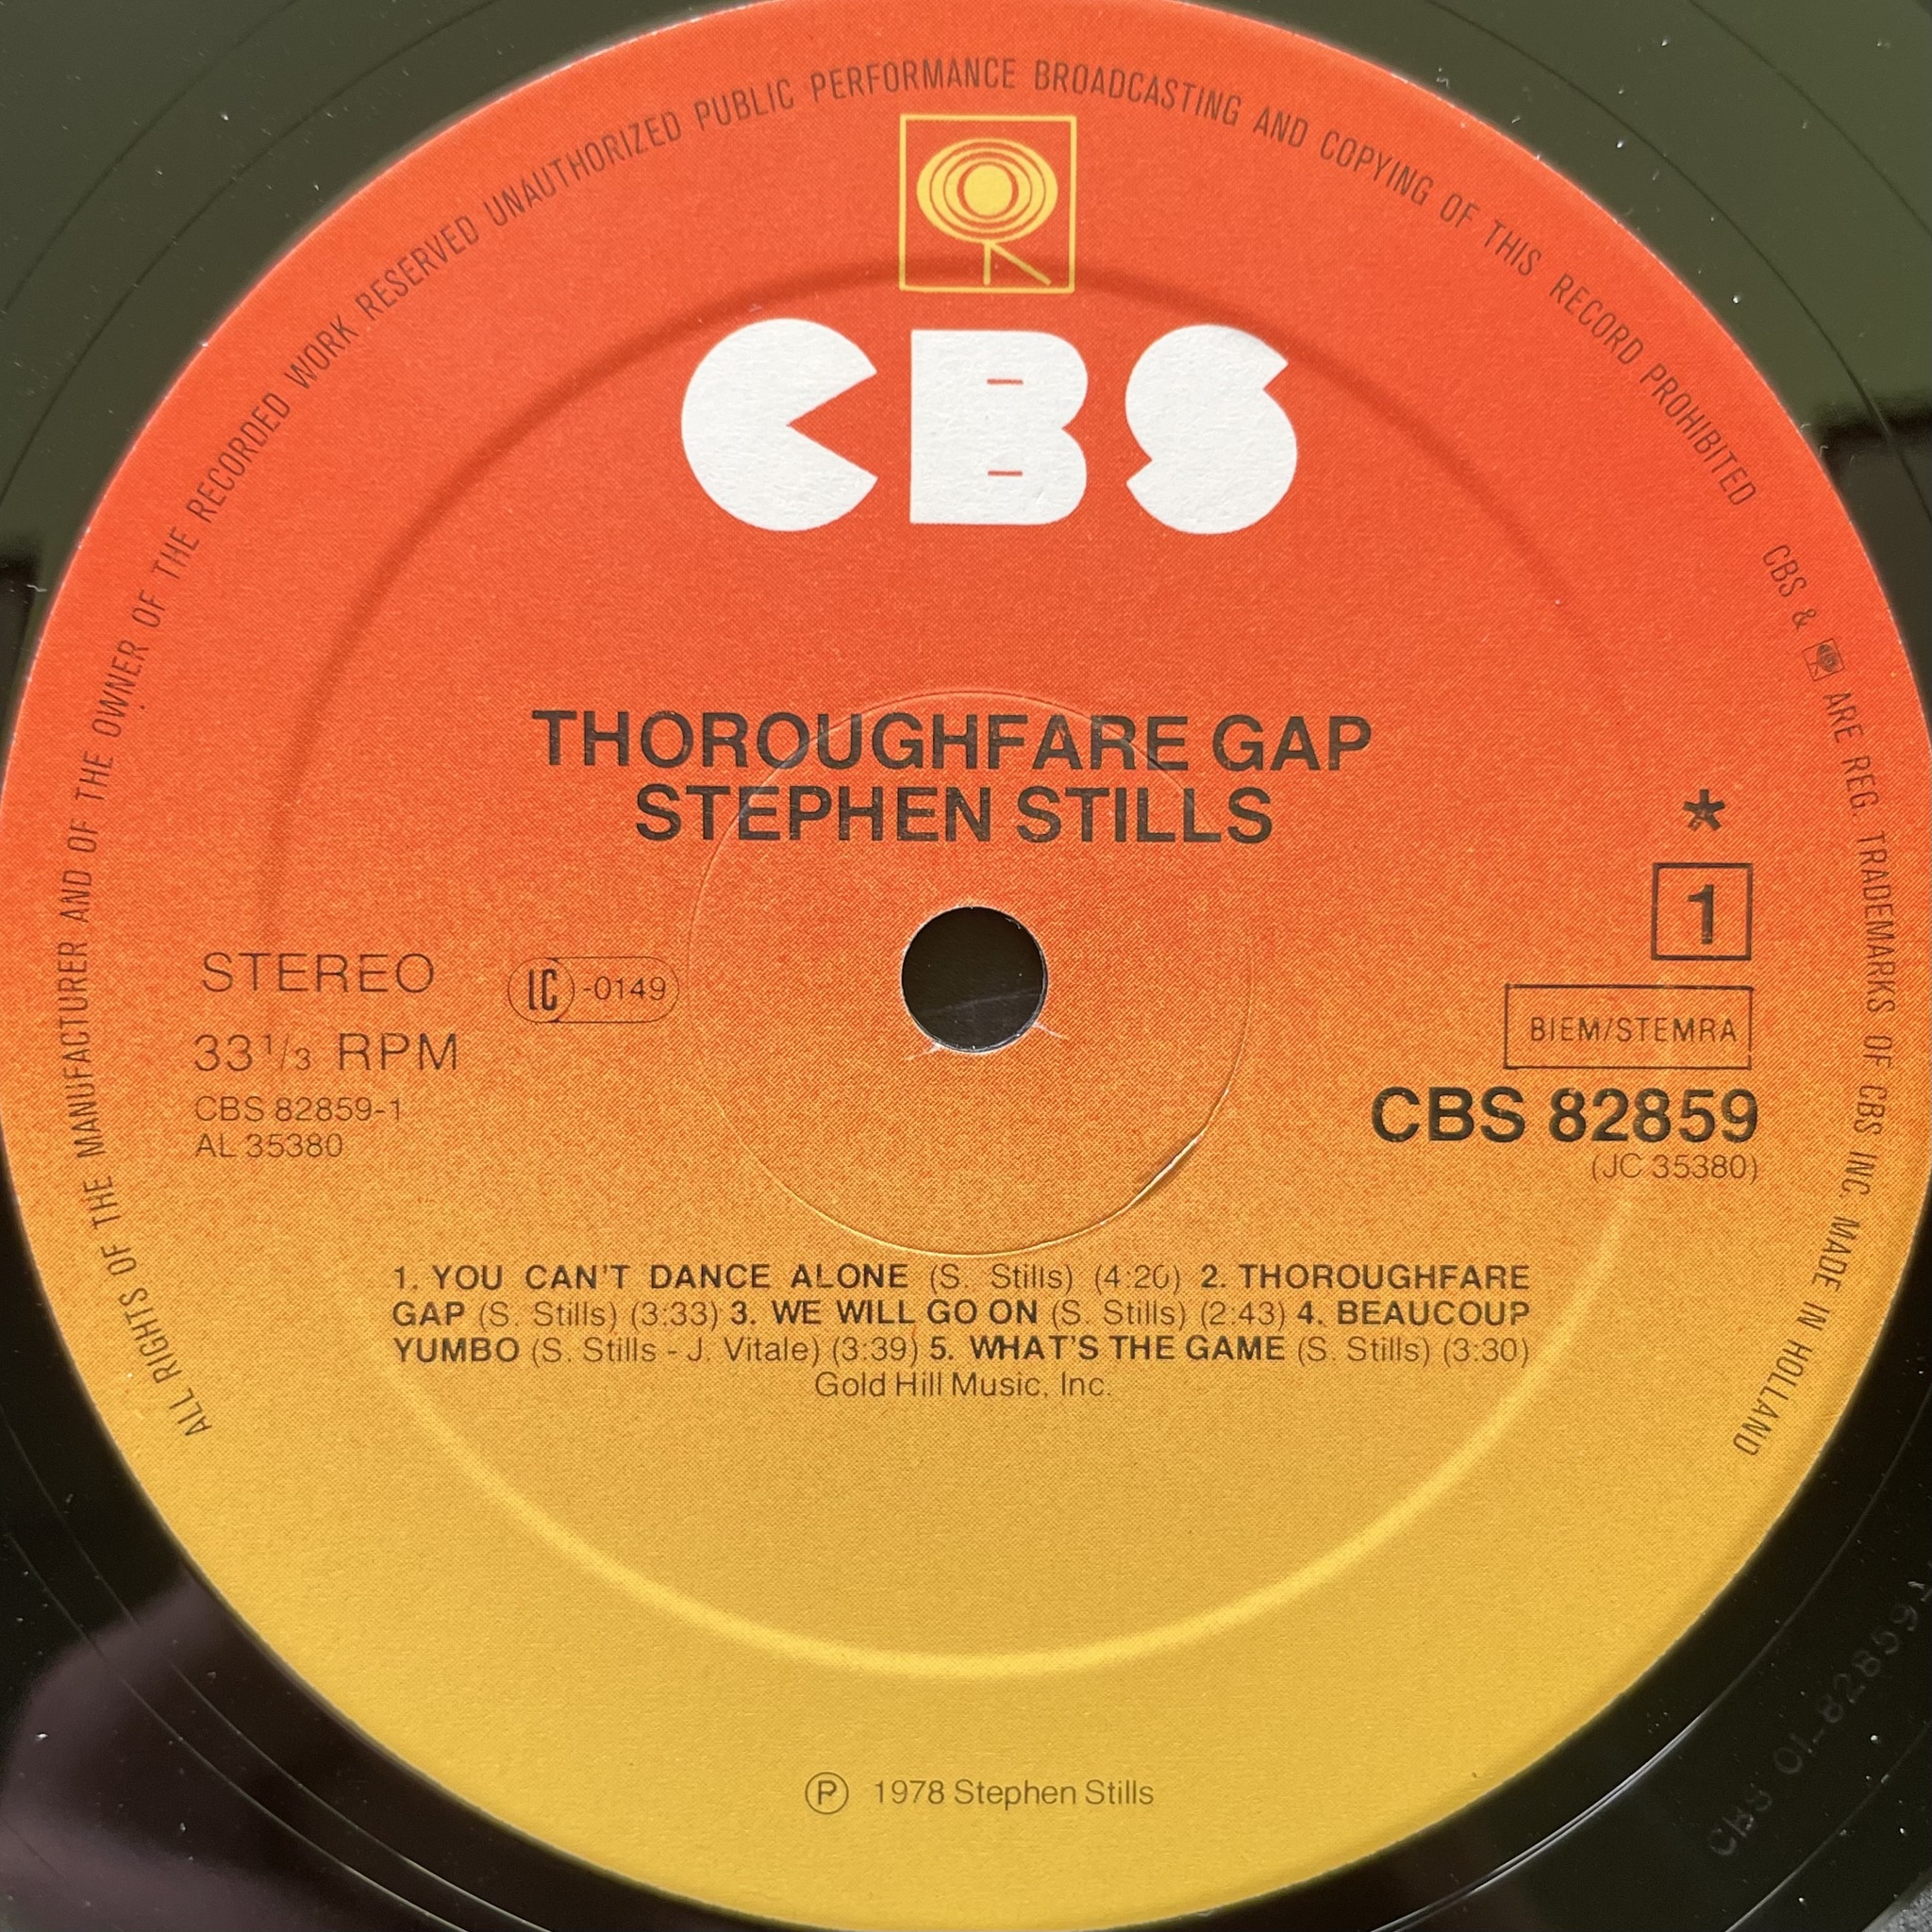 ALL RIGHTS OF THE MANUFACTURER AND OF THE OWNER OF THE RECORDED WORK RESERVED UNAUTHORIZED PUBLIC PERFORMANCE BROADCASTING AND COPYING OF THIS RECORD PROHIBITED CBS & ARE REG. TRADEMARKS OF CBS INC. MADE IN HOLLAND
CBS
THOROUGHFARE GAP
STEPHEN STILLS
*
1
STEREO
LC -0149
BIEM/STEMRA
33 1/3 RPM
CBS 82859-1
AL 35380
CBS 82859
(JC 35380)
1. YOU CAN'T DANCE ALONE (S. Stills) (4:20) 2. THOROUGHFARE
GAP (S. Stills) (3:33) 3. WE WILL GO ON (S. Stills) (2:43) 4. BEAUCOUP
YUMBO (S. Stills - J. Vitale) (3:39) 5. WHAT'S THE GAME (S. Stills) (3:30)
Gold Hill Music, Inc.
℗ 1978 Stephen Stills
CBS 01-82859